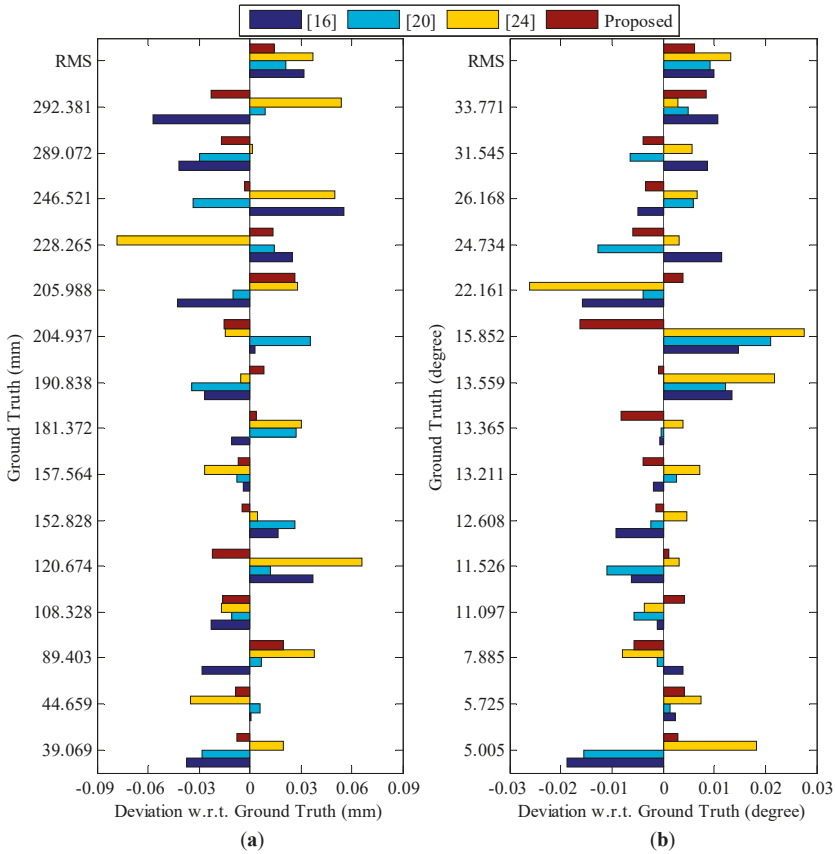 [16] [20] [24] Proposed
RMS
292.381
289.072
246.521
228.265
205.988
204.937
190.838
181.372
157.564
152.828
120.674
108.328
89.403
44.659
39.069
Ground Truth (mm)
-0.09 -0.06 -0.03 0 0.03 0.06 0.09
Deviation w.r.t. Ground Truth (mm)
(a)
RMS
33.771
31.545
26.168
24.734
22.161
15.852
13.559
13.365
13.211
12.608
11.526
11.097
7.885
5.725
5.005
Ground Truth (degree)
-0.03 -0.02 -0.01 0 0.01 0.02 0.03
Deviation w.r.t. Ground Truth (degree)
(b)